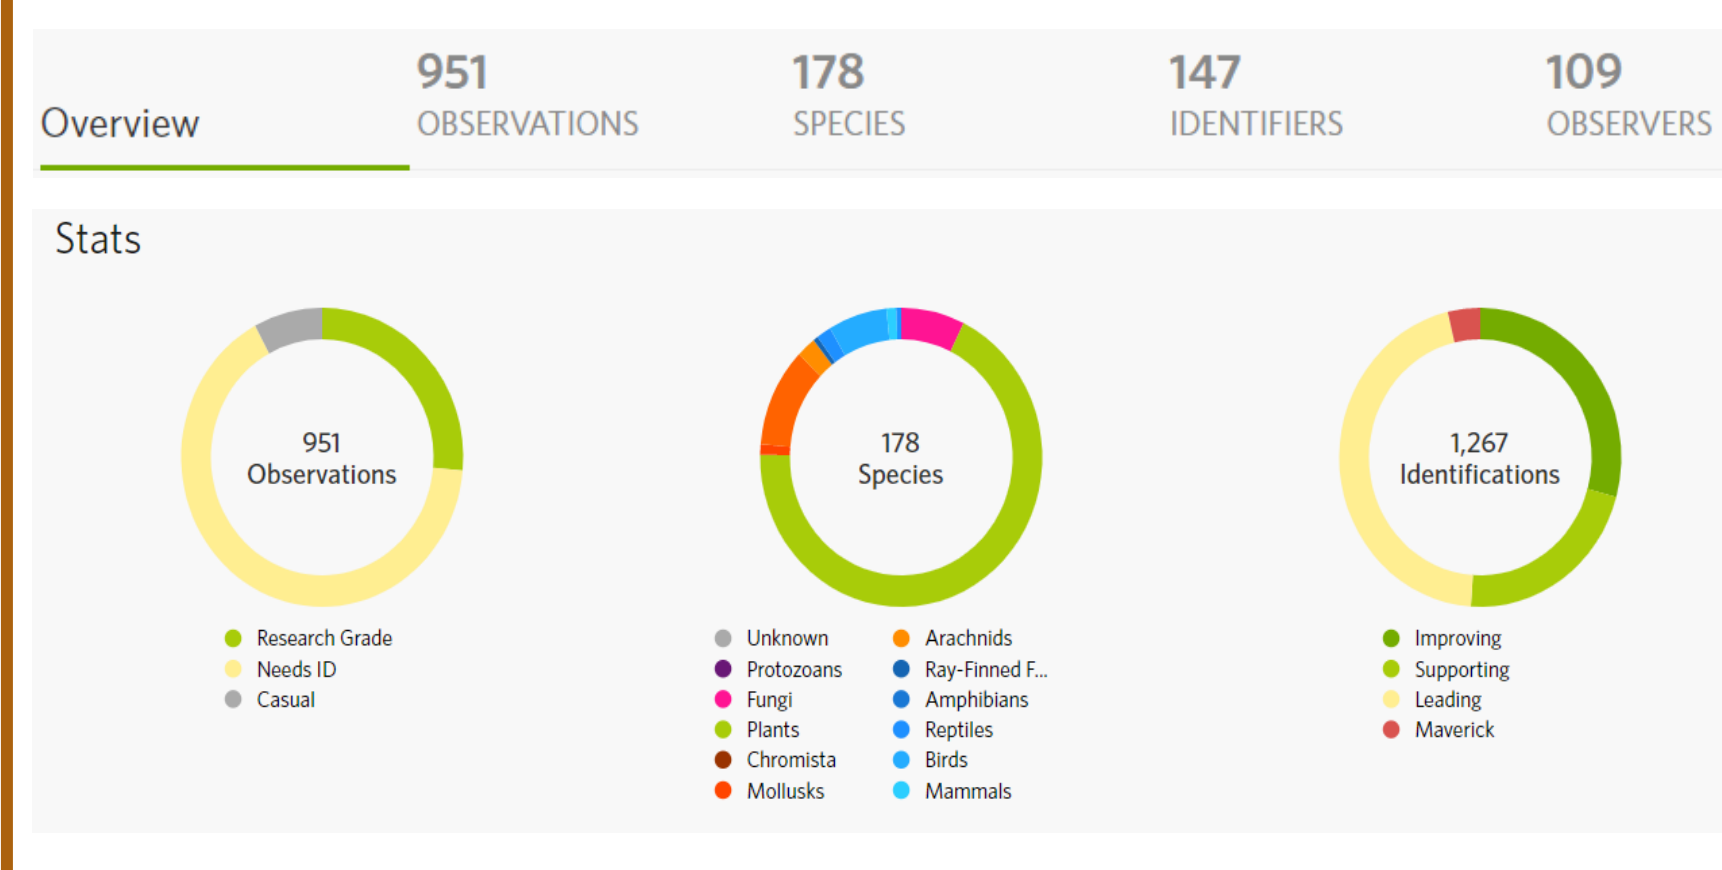 951
OBSERVATIONS
178
SPECIES
147
IDENTIFIERS
109
OBSERVERS
Overview
Stats
951
Observations
Research Grade
Needs ID
Casual
178
Species
Unknown
Protozoans
Fungi
Plants
Chromista
Mollusks
Arachnids
Ray-Finned F...
Amphibians
Reptiles
Birds
Mammals
1,267
Identifications
Improving
Supporting
Leading
Maverick